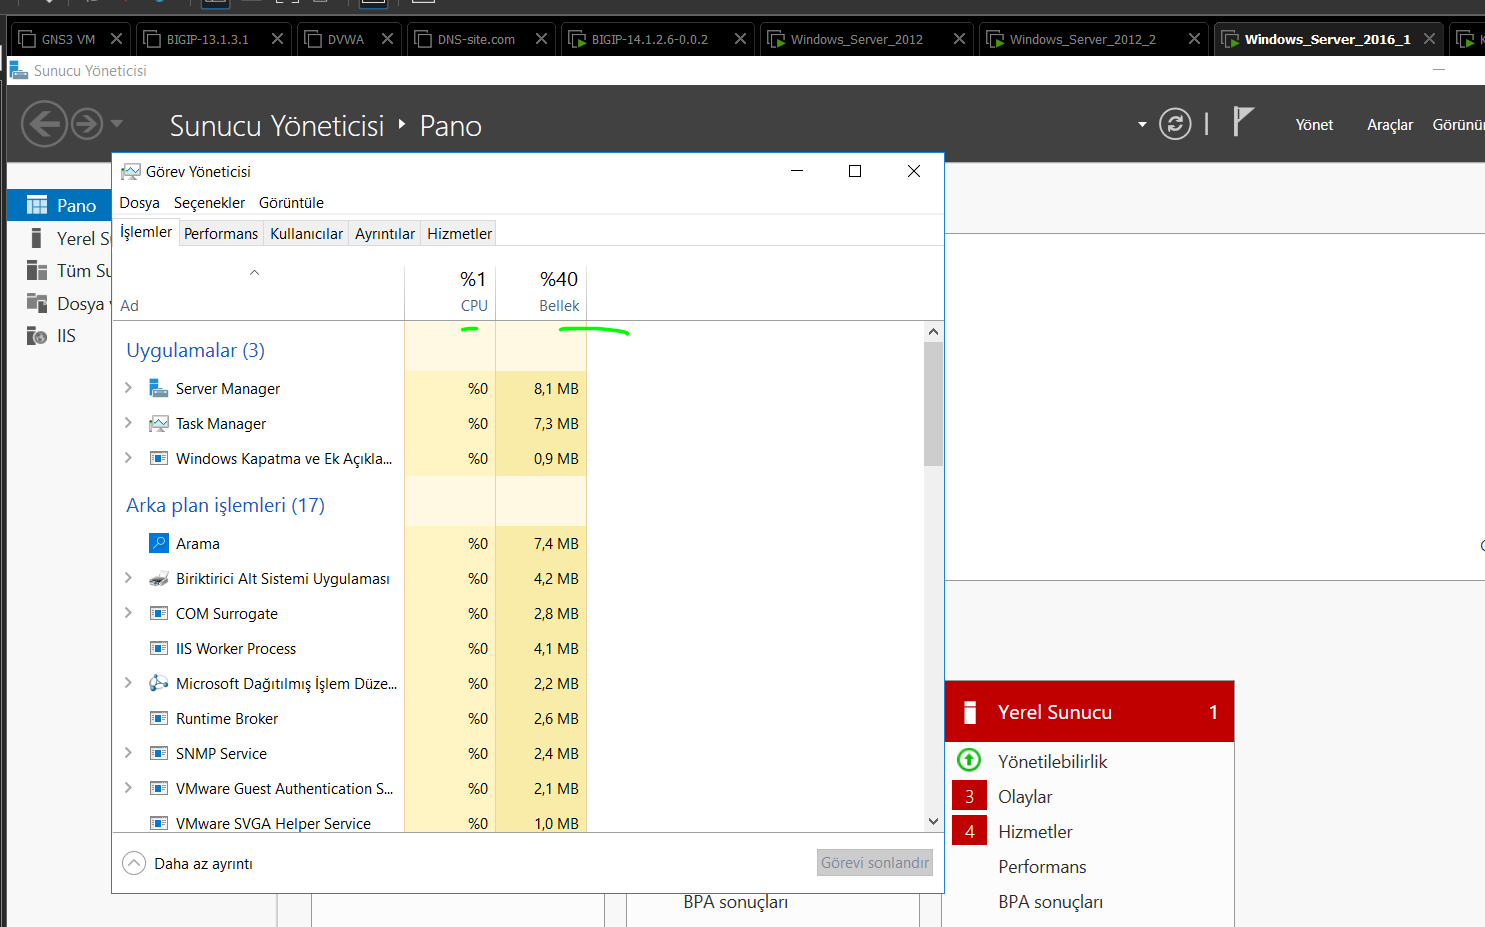 GNS3 VM
BIGIP-13.1.3.1
DVWA
DNS-site.com
BIGIP-14.1.2.6-0.0.2
Windows_Server_2012
Windows_Server_2012_2
Windows_Server_2016_1
Sunucu Yöneticisi
Sunucu Yöneticisi Pano
Yönet
Araçlar
Görünü
Pano
Yerel S
Tüm Su
Dosya
IIS
Görev Yöneticisi
Dosya Seçenekler Görüntüle
İşlemler Performans Kullanıcılar Ayrıntılar Hizmetler
%1 %40
Ad CPU Bellek
Uygulamalar (3)
Server Manager %0 8,1 MB
Task Manager %0 7,3 MB
Windows Kapatma ve Ek Açıkla... %0 0,9 MB
Arka plan işlemleri (17)
Arama %0 7,4 MB
Biriktirici Alt Sistemi Uygulaması %0 4,2 MB
COM Surrogate %0 2,8 MB
IIS Worker Process %0 4,1 MB
Microsoft Dağıtılmış İşlem Düze... %0 2,2 MB
Runtime Broker %0 2,6 MB
SNMP Service %0 2,4 MB
VMware Guest Authentication S... %0 2,1 MB
VMware SVGA Helper Service %0 1,0 MB
Daha az ayrıntı
Görevi sonlandır
Yerel Sunucu 1
Yönetilebilirlik
3 Olaylar
4 Hizmetler
Performans
BPA sonuçları
BPA sonuçları